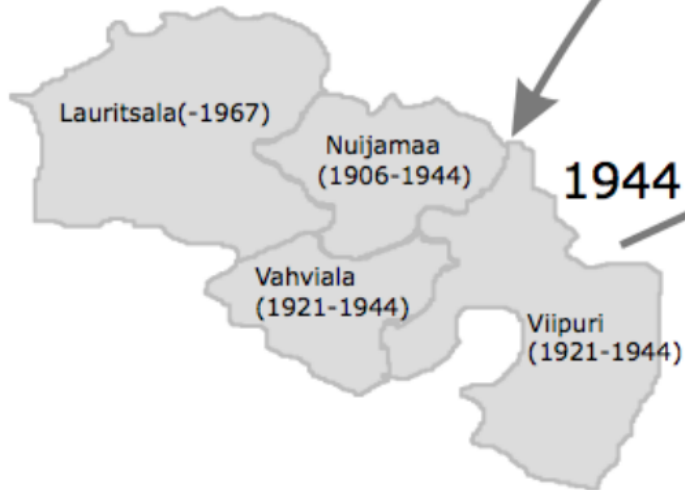 Lauritsala(-1967)
Nuijamaa
(1906-1944)
1944
Vahviala
(1921-1944)
Viipuri
(1921-1944)